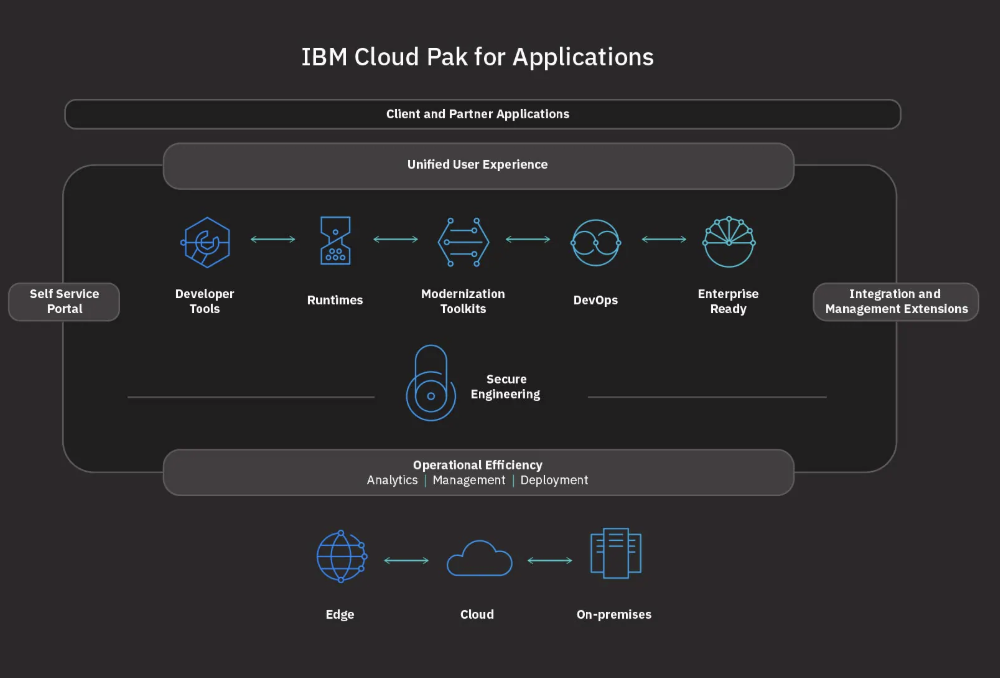 IBM Cloud Pak for Applications
Client and Partner Applications
Unified User Experience
Self Service
Portal
Developer
Tools
Runtimes
Modernization
Toolkits
DevOps
Enterprise
Ready
Integration and
Management Extensions
Secure
Engineering
Operational Efficiency
Analytics | Management | Deployment
Edge
Cloud
On-premises